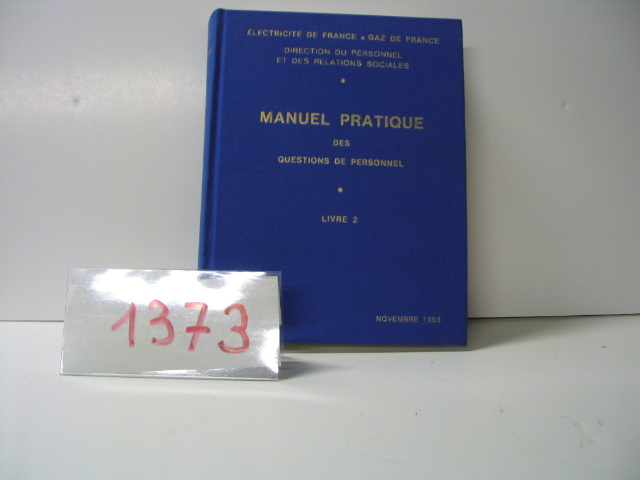 ÉLECTRICITÉ DE FRANCE • GAZ DE FRANCE
DIRECTION DU PERSONNEL
ET DES RELATIONS SOCIALES
MANUEL PRATIQUE
DES
QUESTIONS DE PERSONNEL
LIVRE 2
NOVEMBRE 1983
1373